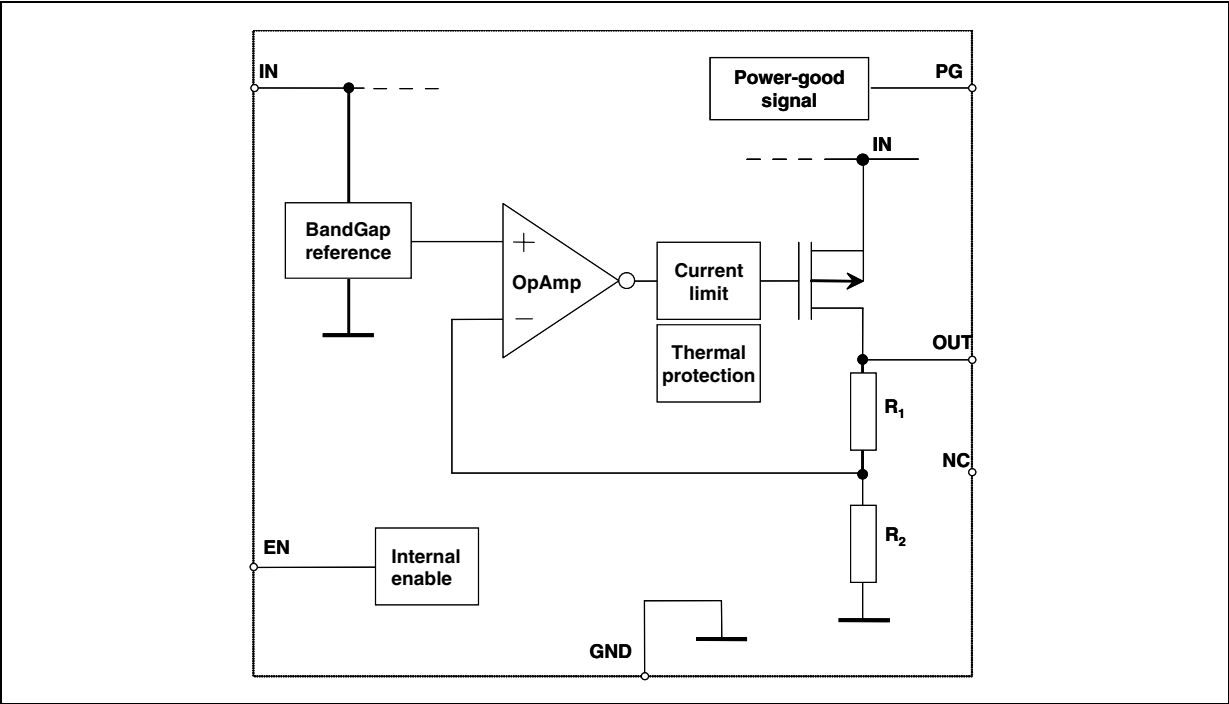 IN
Power-good
signal
PG
IN
BandGap
reference
+
OpAmp
−
Current
limit
Thermal
protection
OUT
R1
NC
R2
EN
Internal
enable
GND